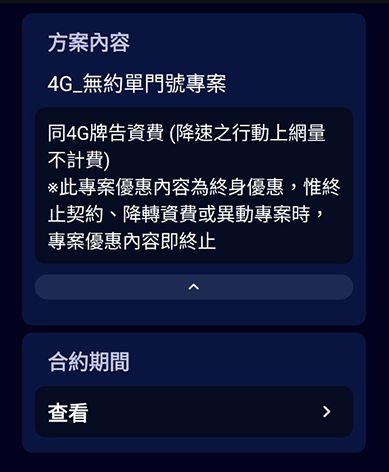 方案內容
4G_無約單門號專案
同4G牌告資費 (降速之行動上網量
不計費)
※此專案優惠內容為終身優惠，惟終
止契約、降轉資費或異動專案時，
專案優惠內容即終止
合約期間
查看